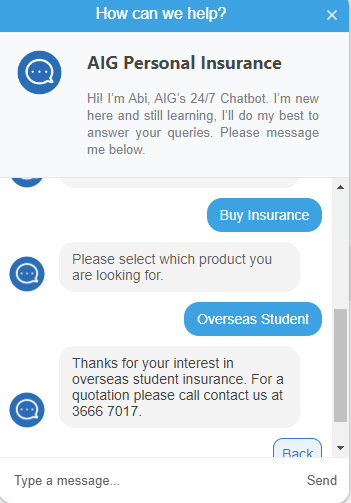 How can we help?
AIG Personal Insurance
Hi! I'm Abi, AIG's 24/7 Chatbot. I'm new
here and still learning, I'll do my best to
answer your queries. Please message
me below.
Buy Insurance
Please select which product you
are looking for.
Overseas Student
Thanks for your interest in
overseas student insurance. For a
quotation please call contact us at
3666 7017.
Back
Type a message...
Send